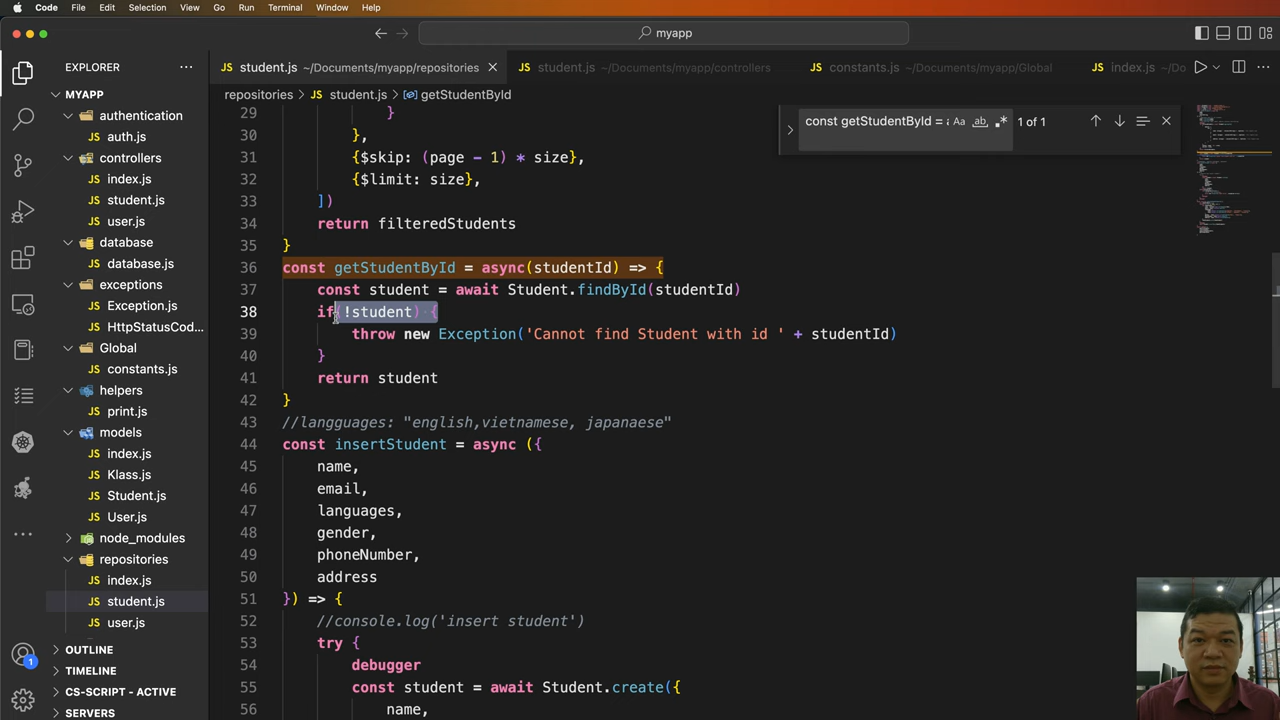 Code File Edit Selection View Go Run Terminal Window Help
myapp
EXPLORER
student.js ~/Documents/myapp/repositories
student.js ~/Documents/myapp/controllers
constants.js ~/Documents/myapp/Global
index.js ~/Do
MYAPP
authentication
auth.js
controllers
index.js
student.js
user.js
database
database.js
exceptions
Exception.js
HttpStatusCod...
Global
constants.js
helpers
print.js
models
index.js
Klass.js
Student.js
User.js
node_modules
repositories
index.js
student.js
user.js
OUTLINE
TIMELINE
CS-SCRIPT - ACTIVE
SERVERS
1
repositories > student.js > getStudentById
const getStudentById = Aa ab .* 1 of 1
29 }
30 },
31 {$skip: (page - 1) * size},
32 {$limit: size},
33 ])
34 return filteredStudents
35 }
36 const getStudentById = async(studentId) => {
37 const student = await Student.findById(studentId)
38 if(!student) {
39 throw new Exception('Cannot find Student with id ' + studentId)
40 }
41 return student
42 }
43 //langguages: "english,vietnamese, japanaese"
44 const insertStudent = async ({
45 name,
46 email,
47 languages,
48 gender,
49 phoneNumber,
50 address
51 }) => {
52 //console.log('insert student')
53 try {
54 debugger
55 const student = await Student.create({
56 name,